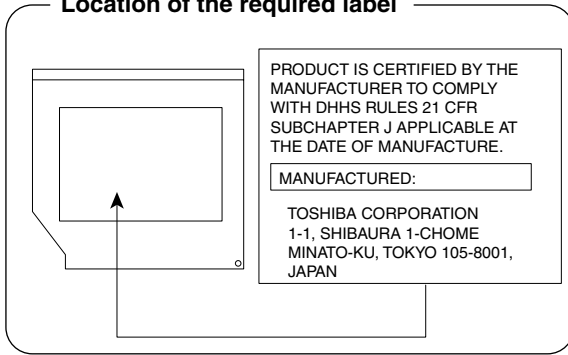 Location of the required label
PRODUCT IS CERTIFIED BY THE
MANUFACTURER TO COMPLY
WITH DHHS RULES 21 CFR
SUBCHAPTER J APPLICABLE AT
THE DATE OF MANUFACTURE.
MANUFACTURED:
TOSHIBA CORPORATION
1-1, SHIBAURA 1-CHOME
MINATO-KU, TOKYO 105-8001,
JAPAN